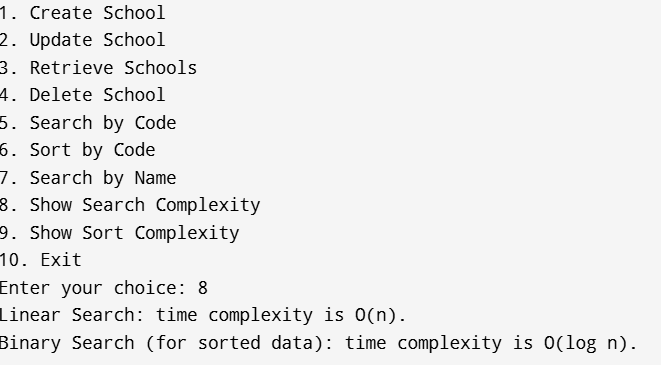 1. Create School
2. Update School
3. Retrieve Schools
4. Delete School
5. Search by Code
6. Sort by Code
7. Search by Name
8. Show Search Complexity
9. Show Sort Complexity
10. Exit
Enter your choice: 8
Linear Search: time complexity is O(n).
Binary Search (for sorted data): time complexity is O(log n).